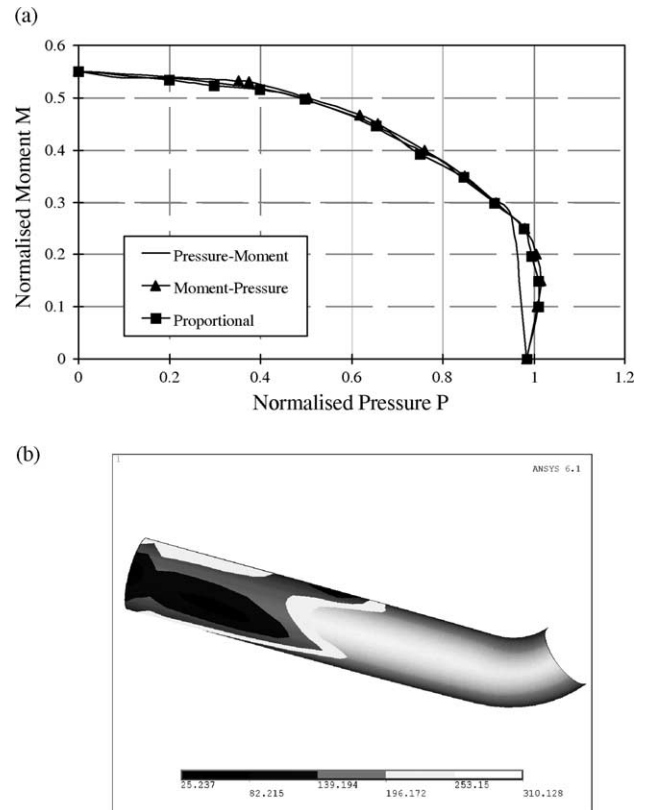 (a)
0.6
0.5
0.4
0.3
0.2
0.1
0
Normalised Moment M
Pressure-Moment
Moment-Pressure
Proportional
0 0.2 0.4 0.6 0.8 1 1.2
Normalised Pressure P
(b)
1
ANSYS 6.1
25.237 139.194 253.15
82.215 196.172 310.128